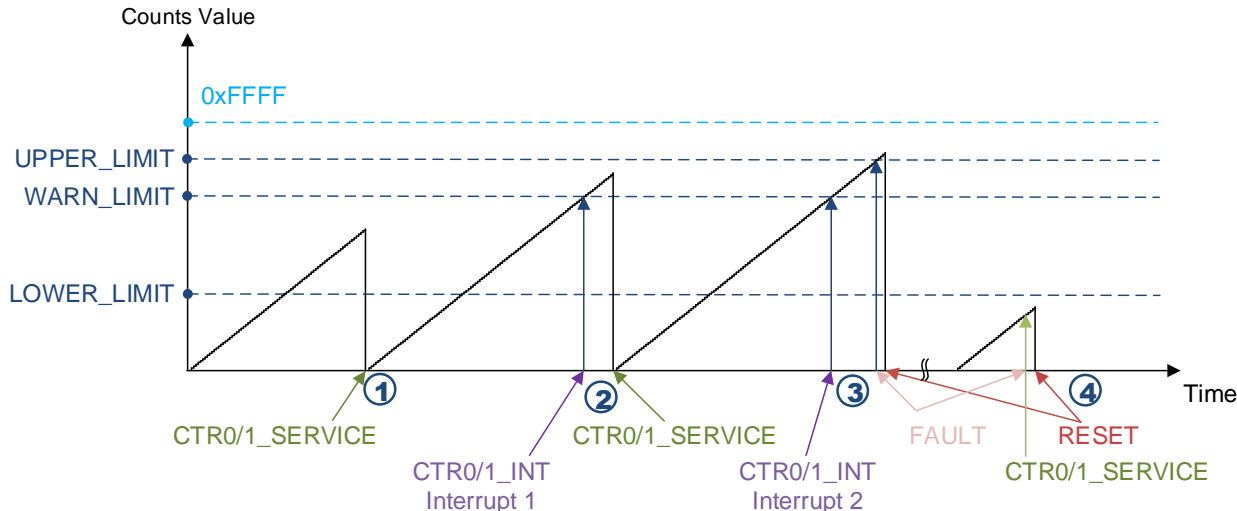 Counts Value
0xFFFF
UPPER_LIMIT
WARN_LIMIT
LOWER_LIMIT
1
2
3
4
Time
CTR0/1_SERVICE
CTR0/1_SERVICE
FAULT
RESET
CTR0/1_INT
Interrupt 1
CTR0/1_INT
Interrupt 2
CTR0/1_SERVICE